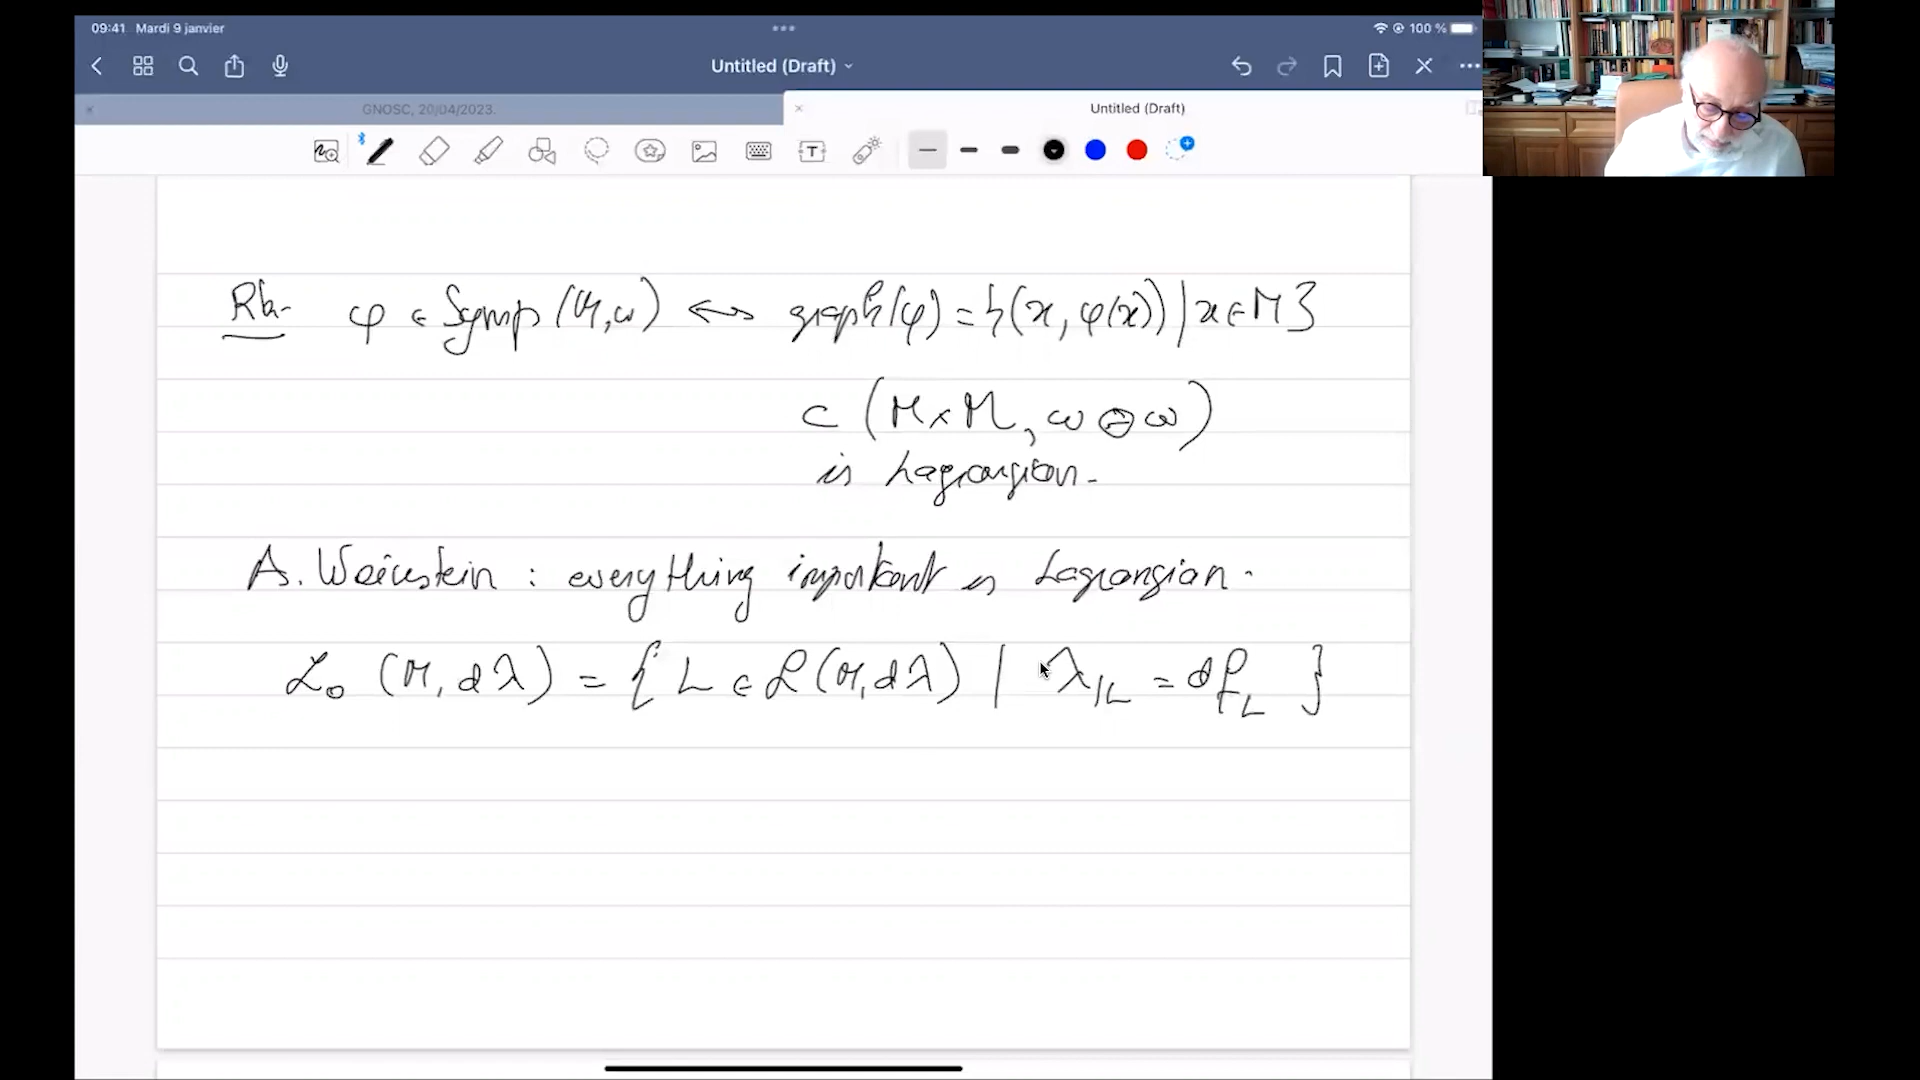 09:41 Mardi 9 janvier
100 %
Untitled (Draft)
GNOSC, 20/04/2023.
Untitled (Draft)
T
Rk- φ ∈ Symp (M, ω) ↔ graph(φ) = {(x, φ(x)) | x ∈ M}
⊂ (M × M, ω ⊖ ω)
is Lagrangian.
A. Weinstein : everything important is Lagrangian.
ℒ₀ (M, dλ) = { L ∈ ℒ(M, dλ) | λ|L = df_L }